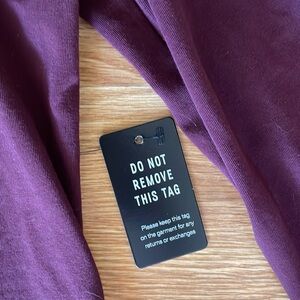 DO NOT
REMOVE
THIS TAG
Please keep this tag
on the garment for any
returns or exchanges